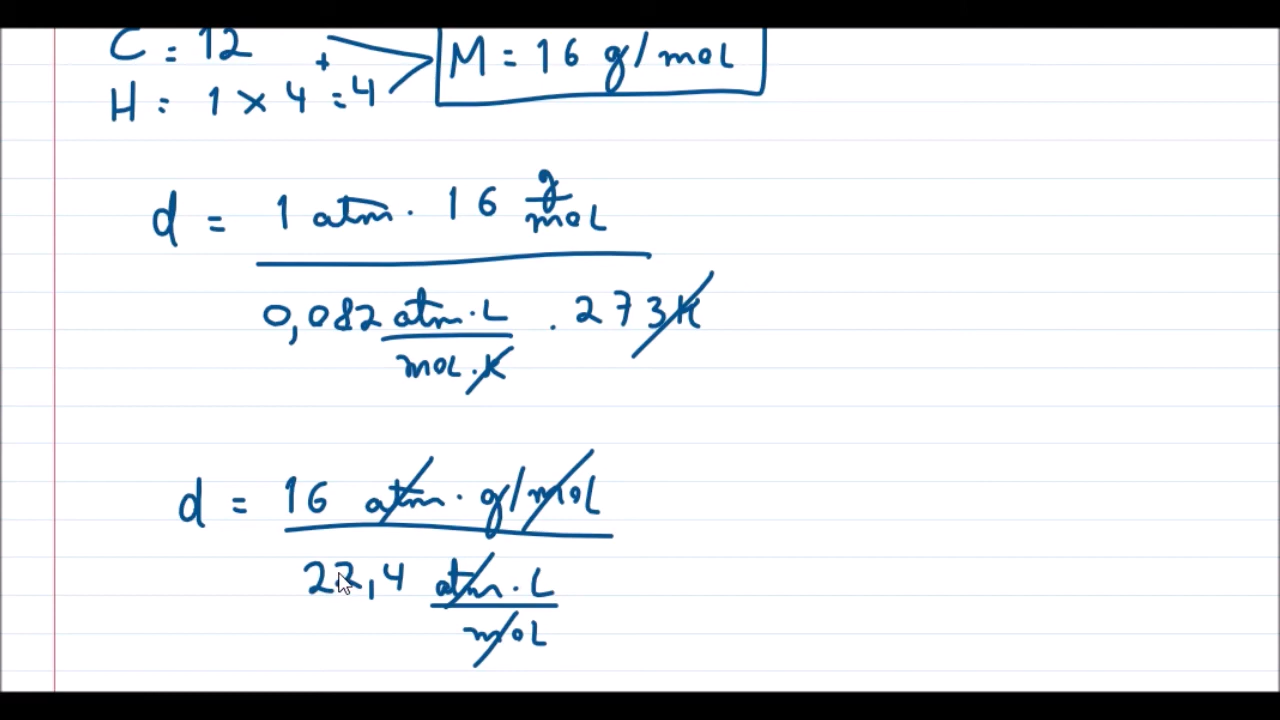 C = 12
+
M = 16 g/mol
H = 1 × 4 = 4
d = 1 atm . 16 g/mol
0,082 atm . L / mol . K . 273 K
d = 16 atm . g/mol
22,4 atm . L
mol